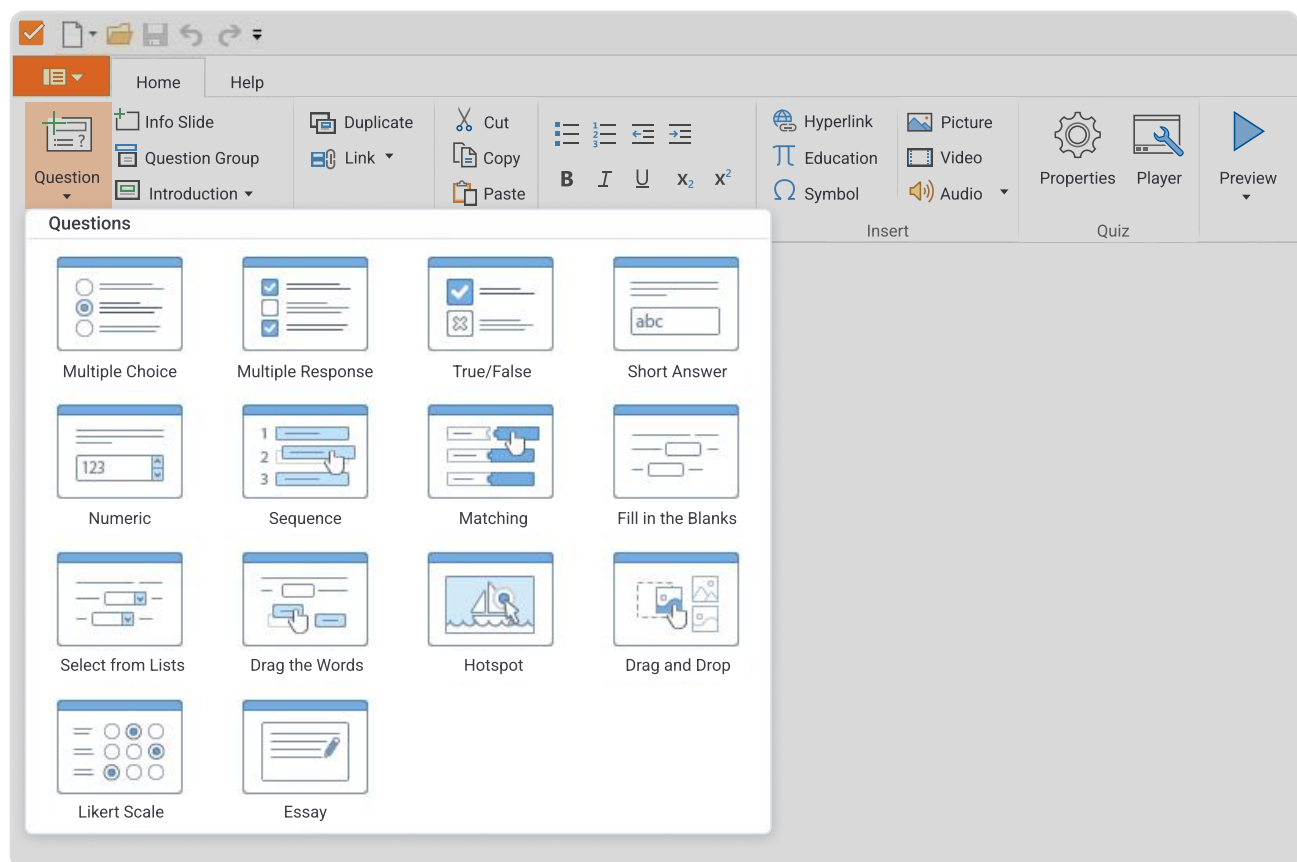 Home Help
Question
Info Slide
Question Group
Introduction
Duplicate
Link
Cut
Copy
Paste
1
2
3
B I U X2 X2
Hyperlink
Education
Symbol
Picture
Video
Audio
Insert
Properties Player
Quiz
Preview
Questions
abc
Multiple Choice Multiple Response True/False Short Answer
123
1
2
3
Numeric Sequence Matching Fill in the Blanks
Select from Lists Drag the Words Hotspot Drag and Drop
Likert Scale Essay